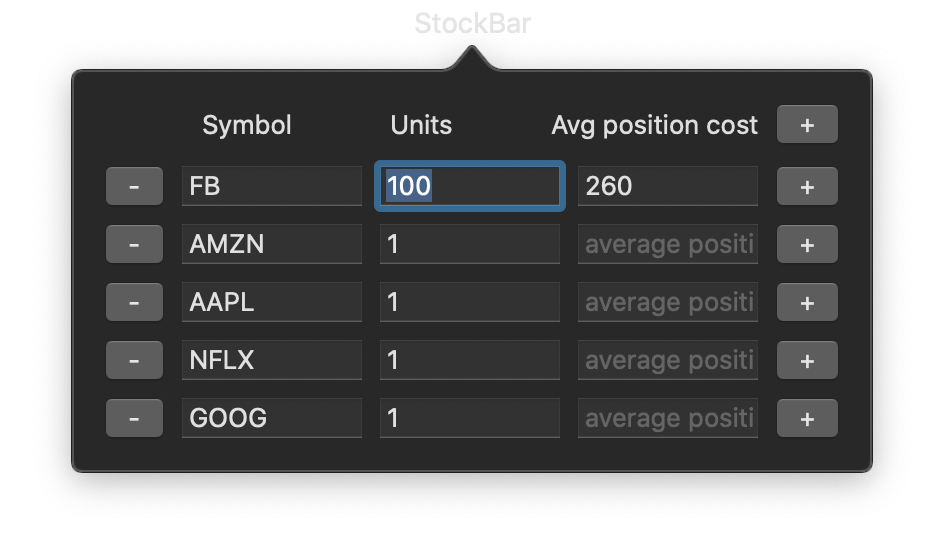 StockBar
Symbol Units Avg position cost +
- FB 100 260 +
- AMZN 1 average positi +
- AAPL 1 average positi +
- NFLX 1 average positi +
- GOOG 1 average positi +